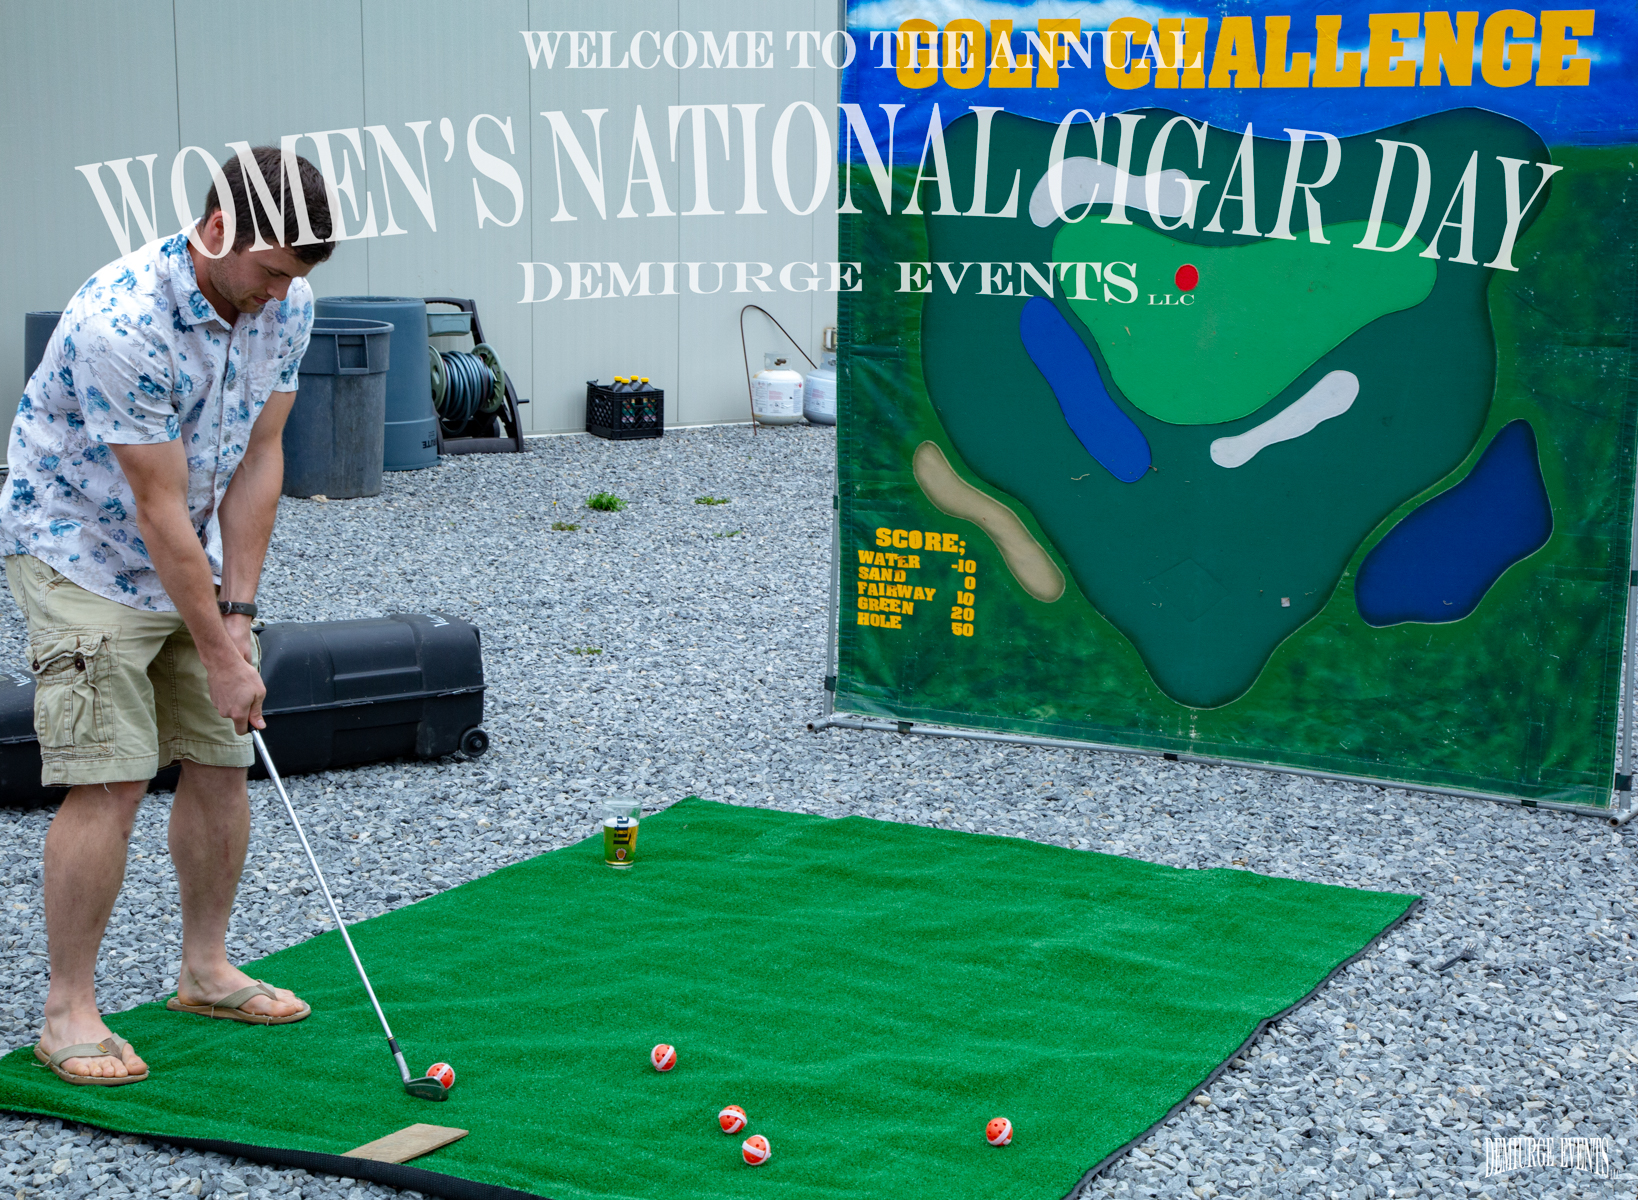 WELCOME TO THE ANNUAL
WOMEN'S NATIONAL CIGAR DAY
DEMIURGE EVENTS LLC
GOLF CHALLENGE
SCORE;
WATER -10
SAND 0
FAIRWAY 10
GREEN 20
HOLE 50
DEMIURGE EVENTS